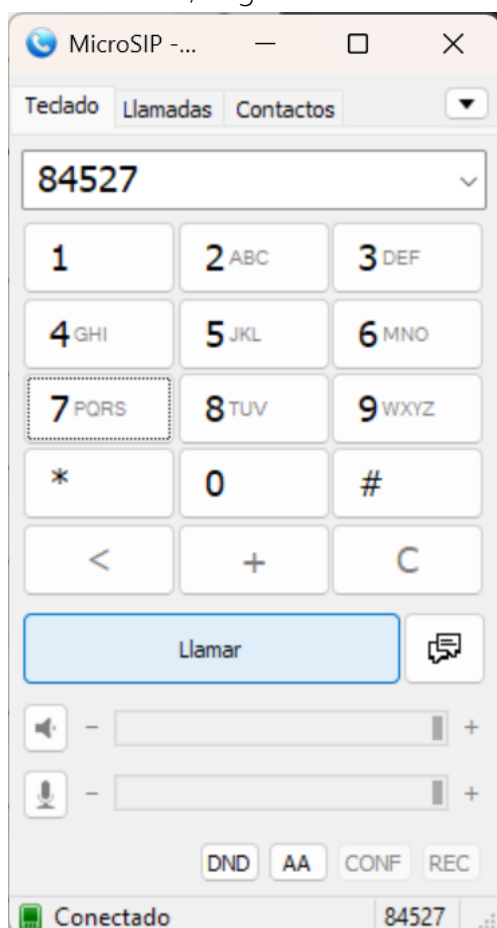 MicroSIP -...
Teclado Llamadas Contactos
84527
1 2 ABC 3 DEF
4 GHI 5 JKL 6 MNO
7 PQRS 8 TUV 9 WXYZ
* 0 #
< + C
Llamar
- +
- +
DND AA CONF REC
Conectado 84527